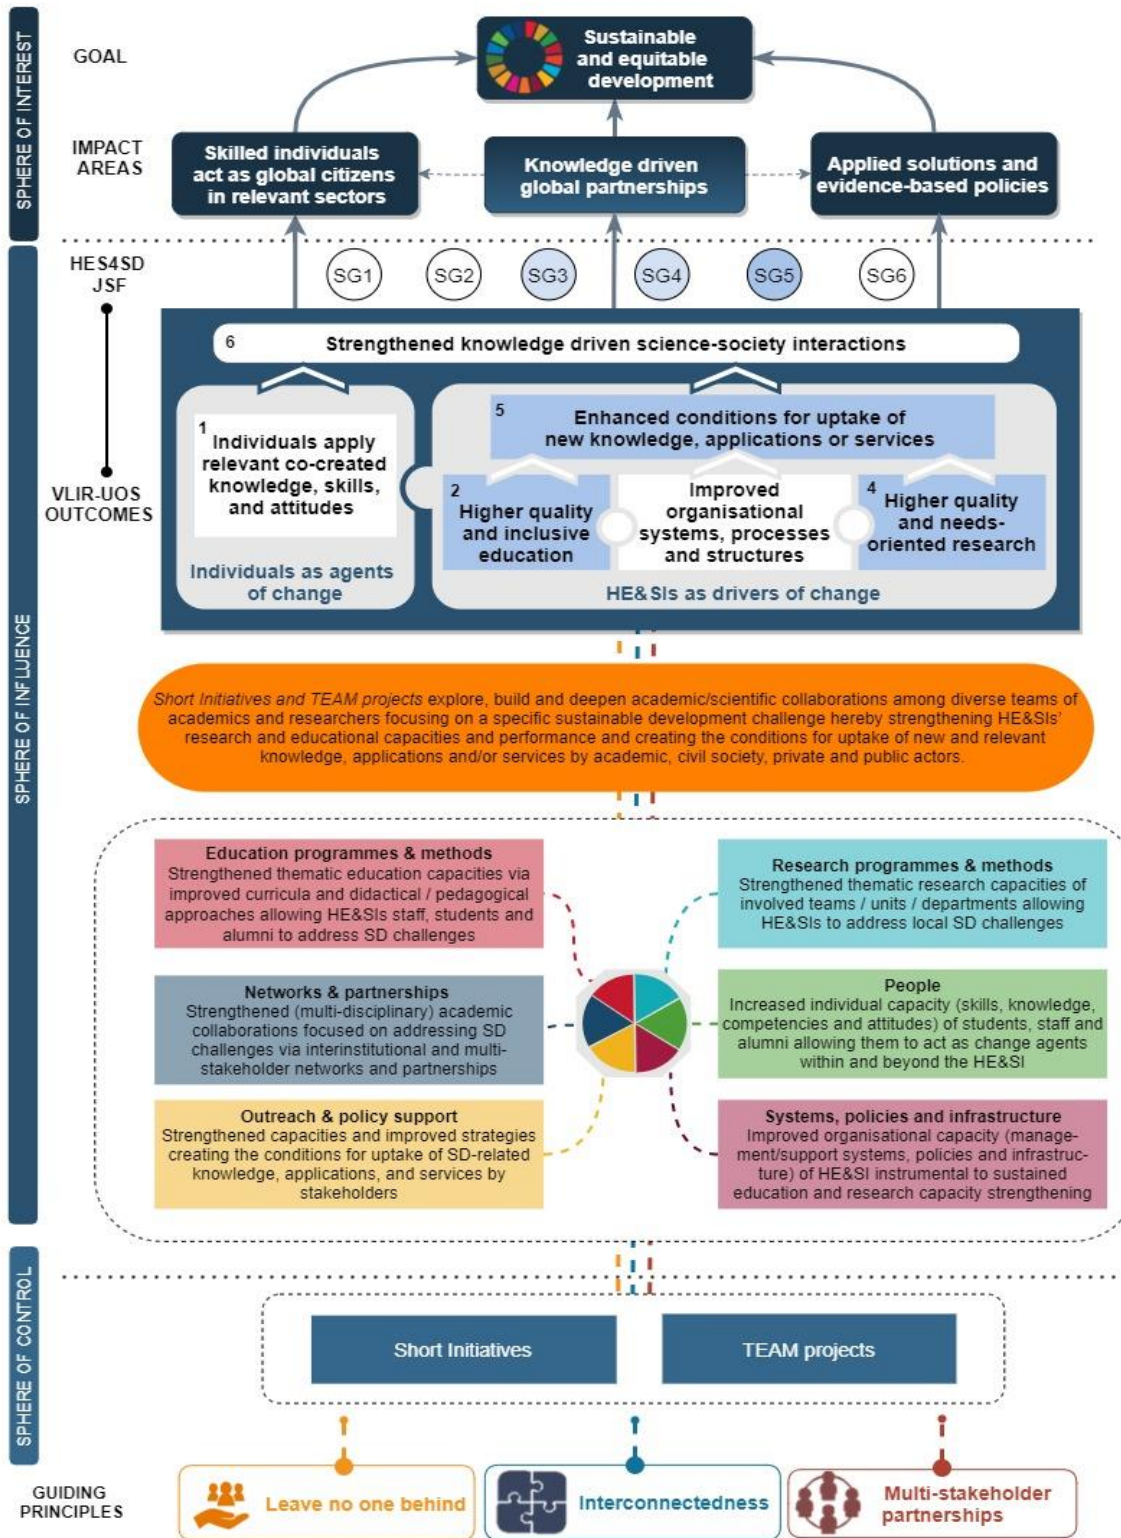 SPHERE OF INTEREST
GOAL
Sustainable
and equitable
development
IMPACT
AREAS
Skilled individuals
act as global citizens
in relevant sectors
Knowledge driven
global partnerships
Applied solutions and
evidence-based policies
SPHERE OF INFLUENCE
HES4SD
JSF
SG1
SG2
SG3
SG4
SG5
SG6
6
Strengthened knowledge driven science-society interactions
1
Individuals apply
relevant co-created
knowledge, skills,
and attitudes
Individuals as agents
of change
5
Enhanced conditions for uptake of
new knowledge, applications or services
2
Higher quality
and inclusive
education
Improved
organisational
systems, processes
and structures
4
Higher quality
and needs-
oriented research
HE&SIs as drivers of change
VLIR-UOS
OUTCOMES
Short Initiatives and TEAM projects explore, build and deepen academic/scientific collaborations among diverse teams of
academics and researchers focusing on a specific sustainable development challenge hereby strengthening HE&SIs'
research and educational capacities and performance and creating the conditions for uptake of new and relevant
knowledge, applications and/or services by academic, civil society, private and public actors.
Education programmes & methods
Strengthened thematic education capacities via
improved curricula and didactical / pedagogical
approaches allowing HE&SIs staff, students and
alumni to address SD challenges
Research programmes & methods
Strengthened thematic research capacities of
involved teams / units / departments allowing
HE&SIs to address local SD challenges
Networks & partnerships
Strengthened (multi-disciplinary) academic
collaborations focused on addressing SD
challenges via interinstitutional and multi-
stakeholder networks and partnerships
People
Increased individual capacity (skills, knowledge,
competencies and attitudes) of students, staff and
alumni allowing them to act as change agents
within and beyond the HE&SI
Outreach & policy support
Strengthened capacities and improved strategies
creating the conditions for uptake of SD-related
knowledge, applications, and services by
stakeholders
Systems, policies and infrastructure
Improved organisational capacity (manage-
ment/support systems, policies and infrastruc-
ture) of HE&SI instrumental to sustained
education and research capacity strengthening
SPHERE OF CONTROL
Short Initiatives
TEAM projects
GUIDING
PRINCIPLES
Leave no one behind
Interconnectedness
Multi-stakeholder
partnerships